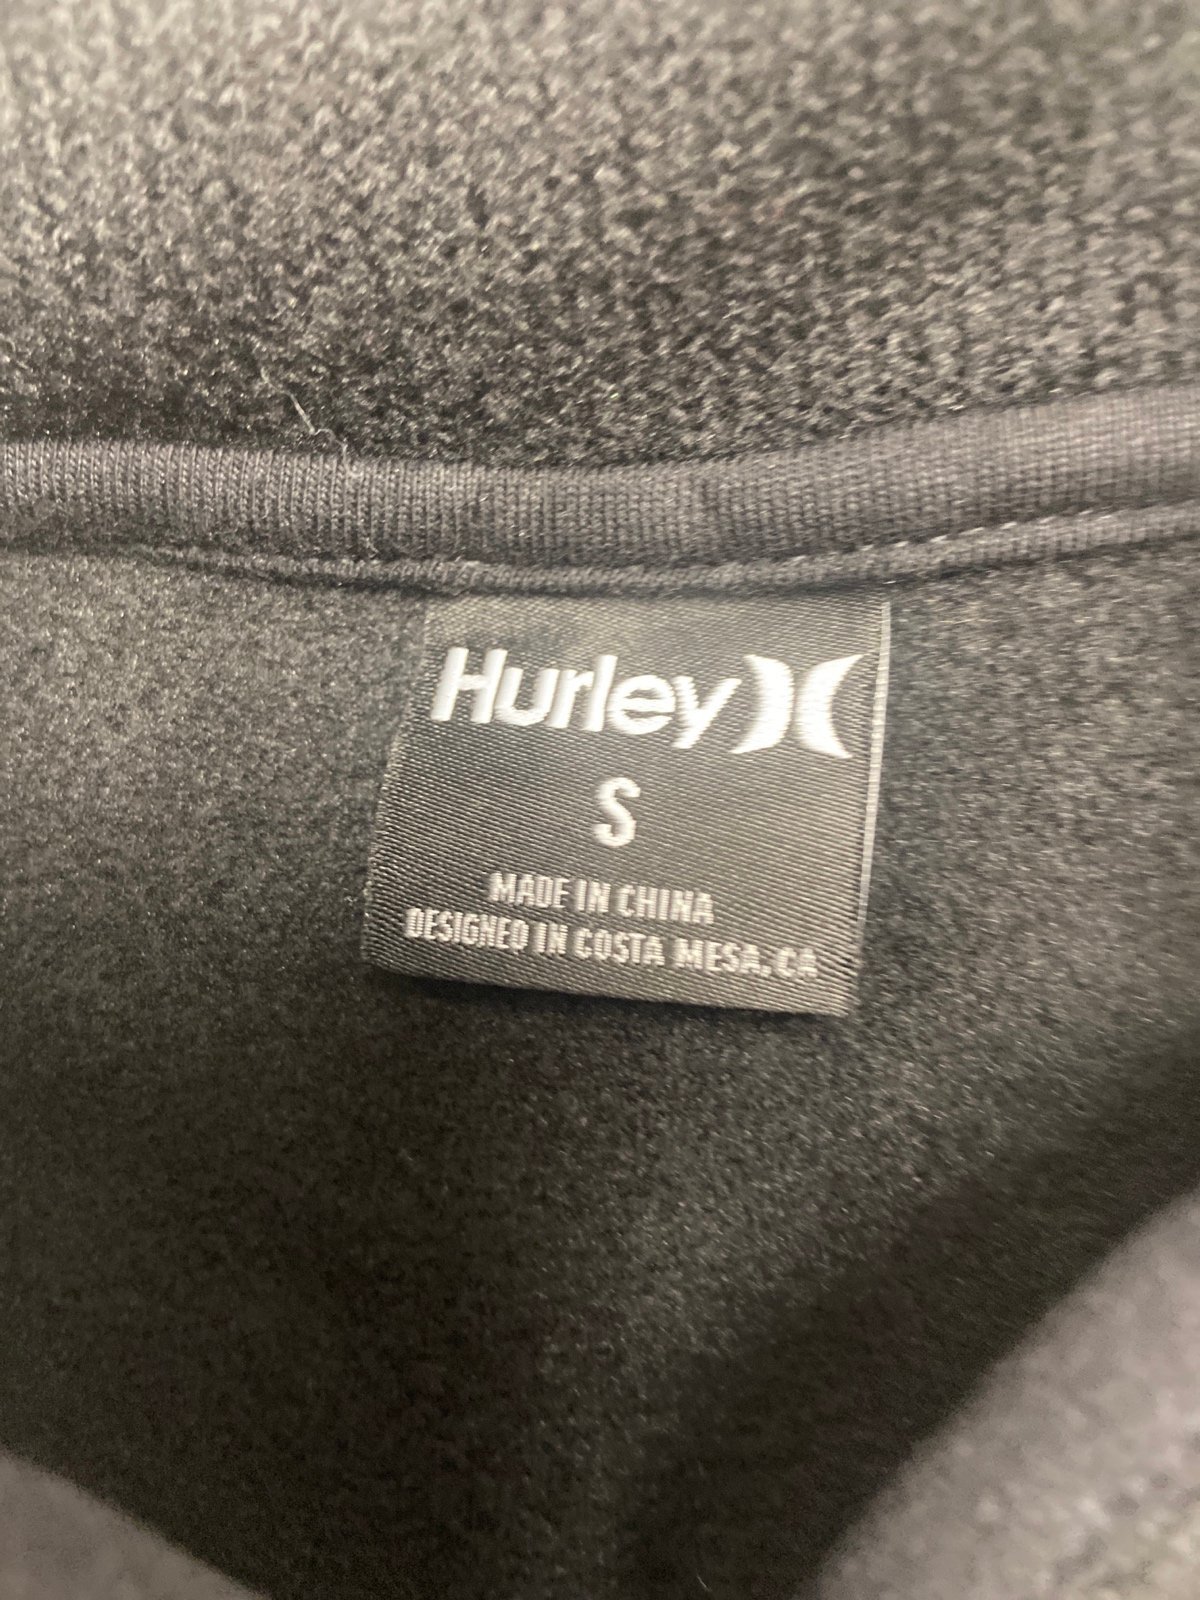 Hurley
S
MADE IN CHINA
DESIGNED IN COSTA MESA, CA